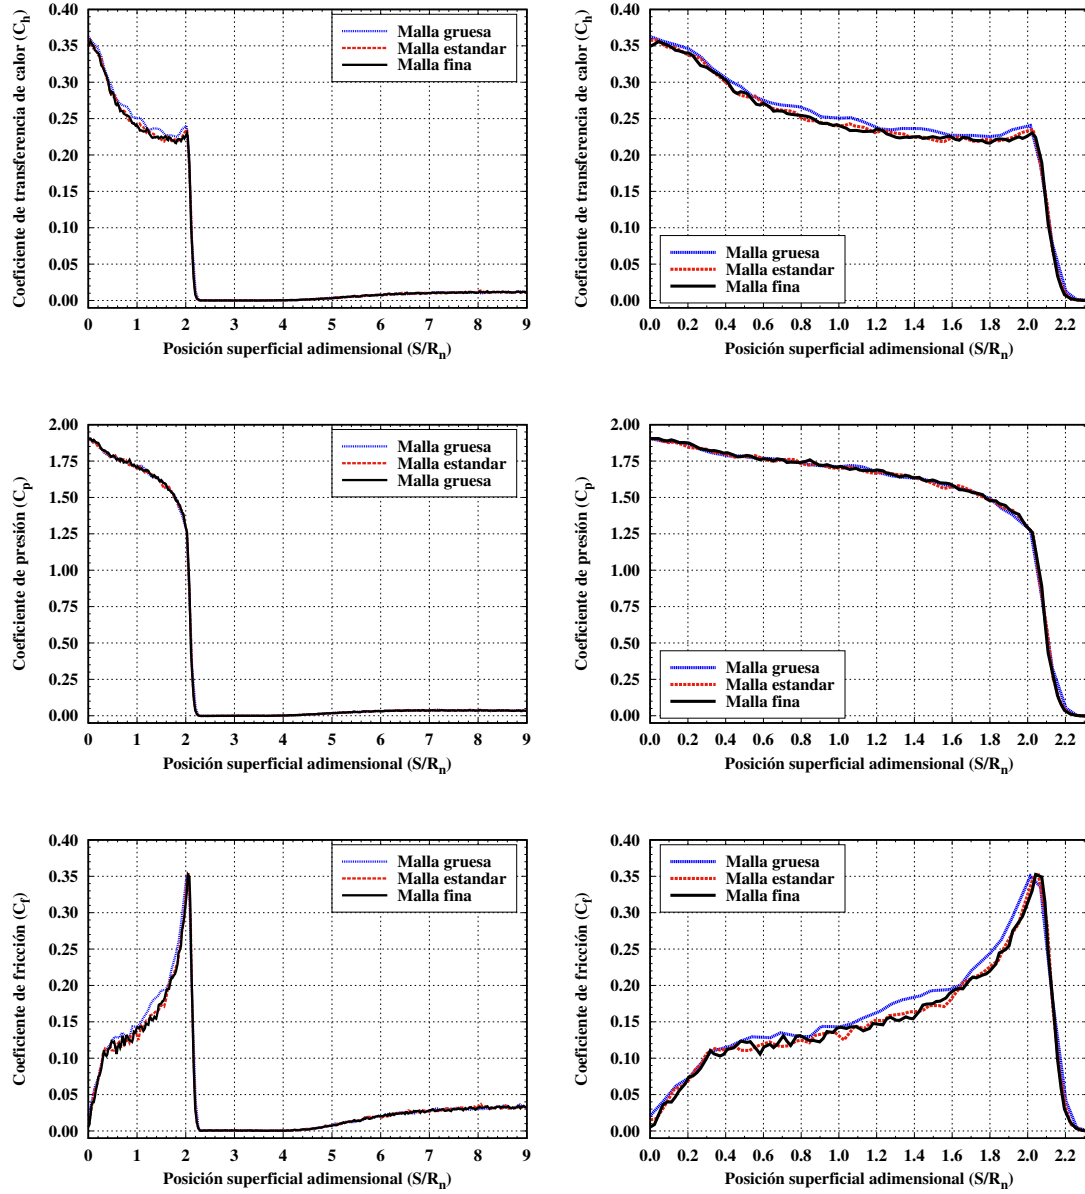 Coeficiente de transferencia de calor (C_h)
0.40
0.35
0.30
0.25
0.20
0.15
0.10
0.05
0.00
Malla gruesa
Malla estandar
Malla fina
0 1 2 3 4 5 6 7 8 9
Posición superficial adimensional (S/R_n)
Coeficiente de transferencia de calor (C_h)
0.40
0.35
0.30
0.25
0.20
0.15
0.10
0.05
0.00
Malla gruesa
Malla estandar
Malla fina
0.0 0.2 0.4 0.6 0.8 1.0 1.2 1.4 1.6 1.8 2.0 2.2
Posición superficial adimensional (S/R_n)
Coeficiente de presión (C_p)
2.00
1.75
1.50
1.25
1.00
0.75
0.50
0.25
0.00
Malla gruesa
Malla estandar
Malla gruesa
0 1 2 3 4 5 6 7 8 9
Posición superficial adimensional (S/R_n)
Coeficiente de presión (C_p)
2.00
1.75
1.50
1.25
1.00
0.75
0.50
0.25
0.00
Malla gruesa
Malla estandar
Malla fina
0.0 0.2 0.4 0.6 0.8 1.0 1.2 1.4 1.6 1.8 2.0 2.2
Posición superficial adimensional (S/R_n)
Coeficiente de fricción (C_f)
0.40
0.35
0.30
0.25
0.20
0.15
0.10
0.05
0.00
Malla gruesa
Malla estandar
Malla fina
0 1 2 3 4 5 6 7 8 9
Posición superficial adimensional (S/R_n)
Coeficiente de fricción (C_f)
0.40
0.35
0.30
0.25
0.20
0.15
0.10
0.05
0.00
Malla gruesa
Malla estandar
Malla fina
0.0 0.2 0.4 0.6 0.8 1.0 1.2 1.4 1.6 1.8 2.0 2.2
Posición superficial adimensional (S/R_n)